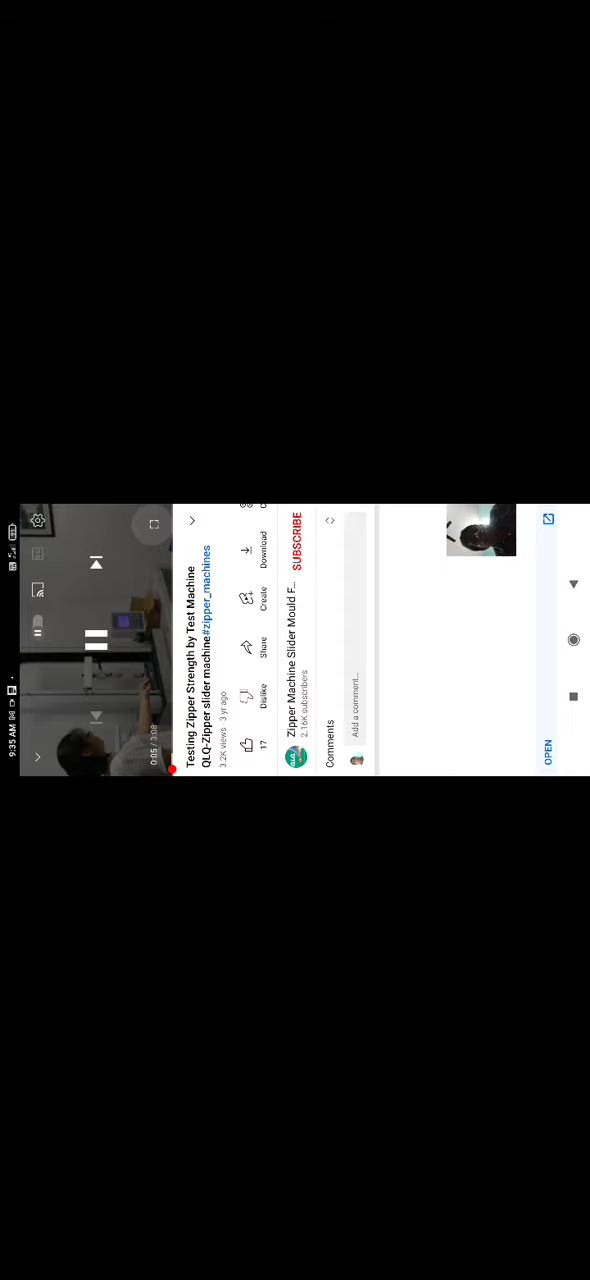 9:35 AM
0:05 / 3:08
Testing Zipper Strength by Test Machine
QLQ-Zipper slider machine#zipper_machines
3.2K views · 3 yr ago
17
Dislike
Share
Create
Download
Zipper Machine Slider Mould F...
2.16K subscribers
SUBSCRIBE
Comments
Add a comment...
OPEN